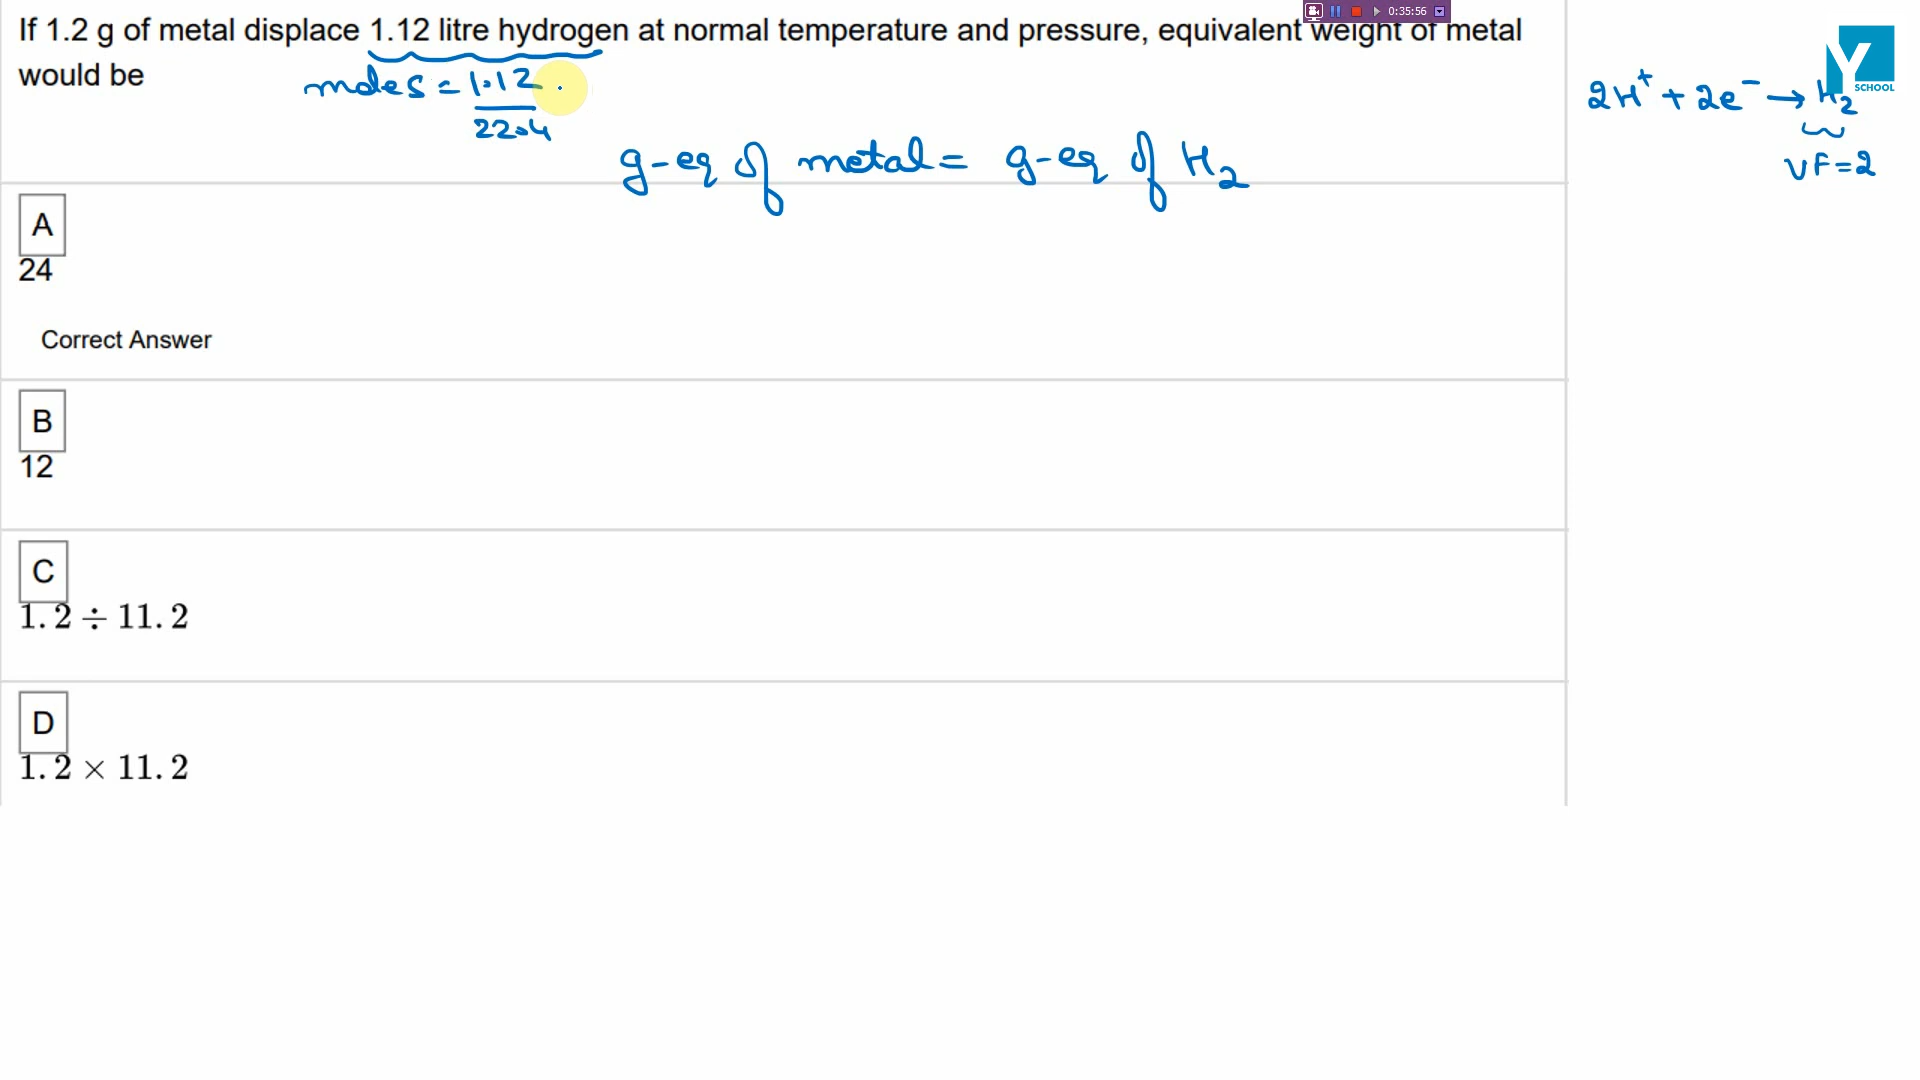 0:35:56
If 1.2 g of metal displace 1.12 litre hydrogen at normal temperature and pressure, equivalent weight of metal
would be
moles = 1.12
22.4
2H⁺ + 2e⁻ → H₂
VF = 2
Y
SCHOOL
g-eq of metal = g-eq of H₂
A
24
Correct Answer
B
12
C
1.2 ÷ 11.2
D
1.2 × 11.2